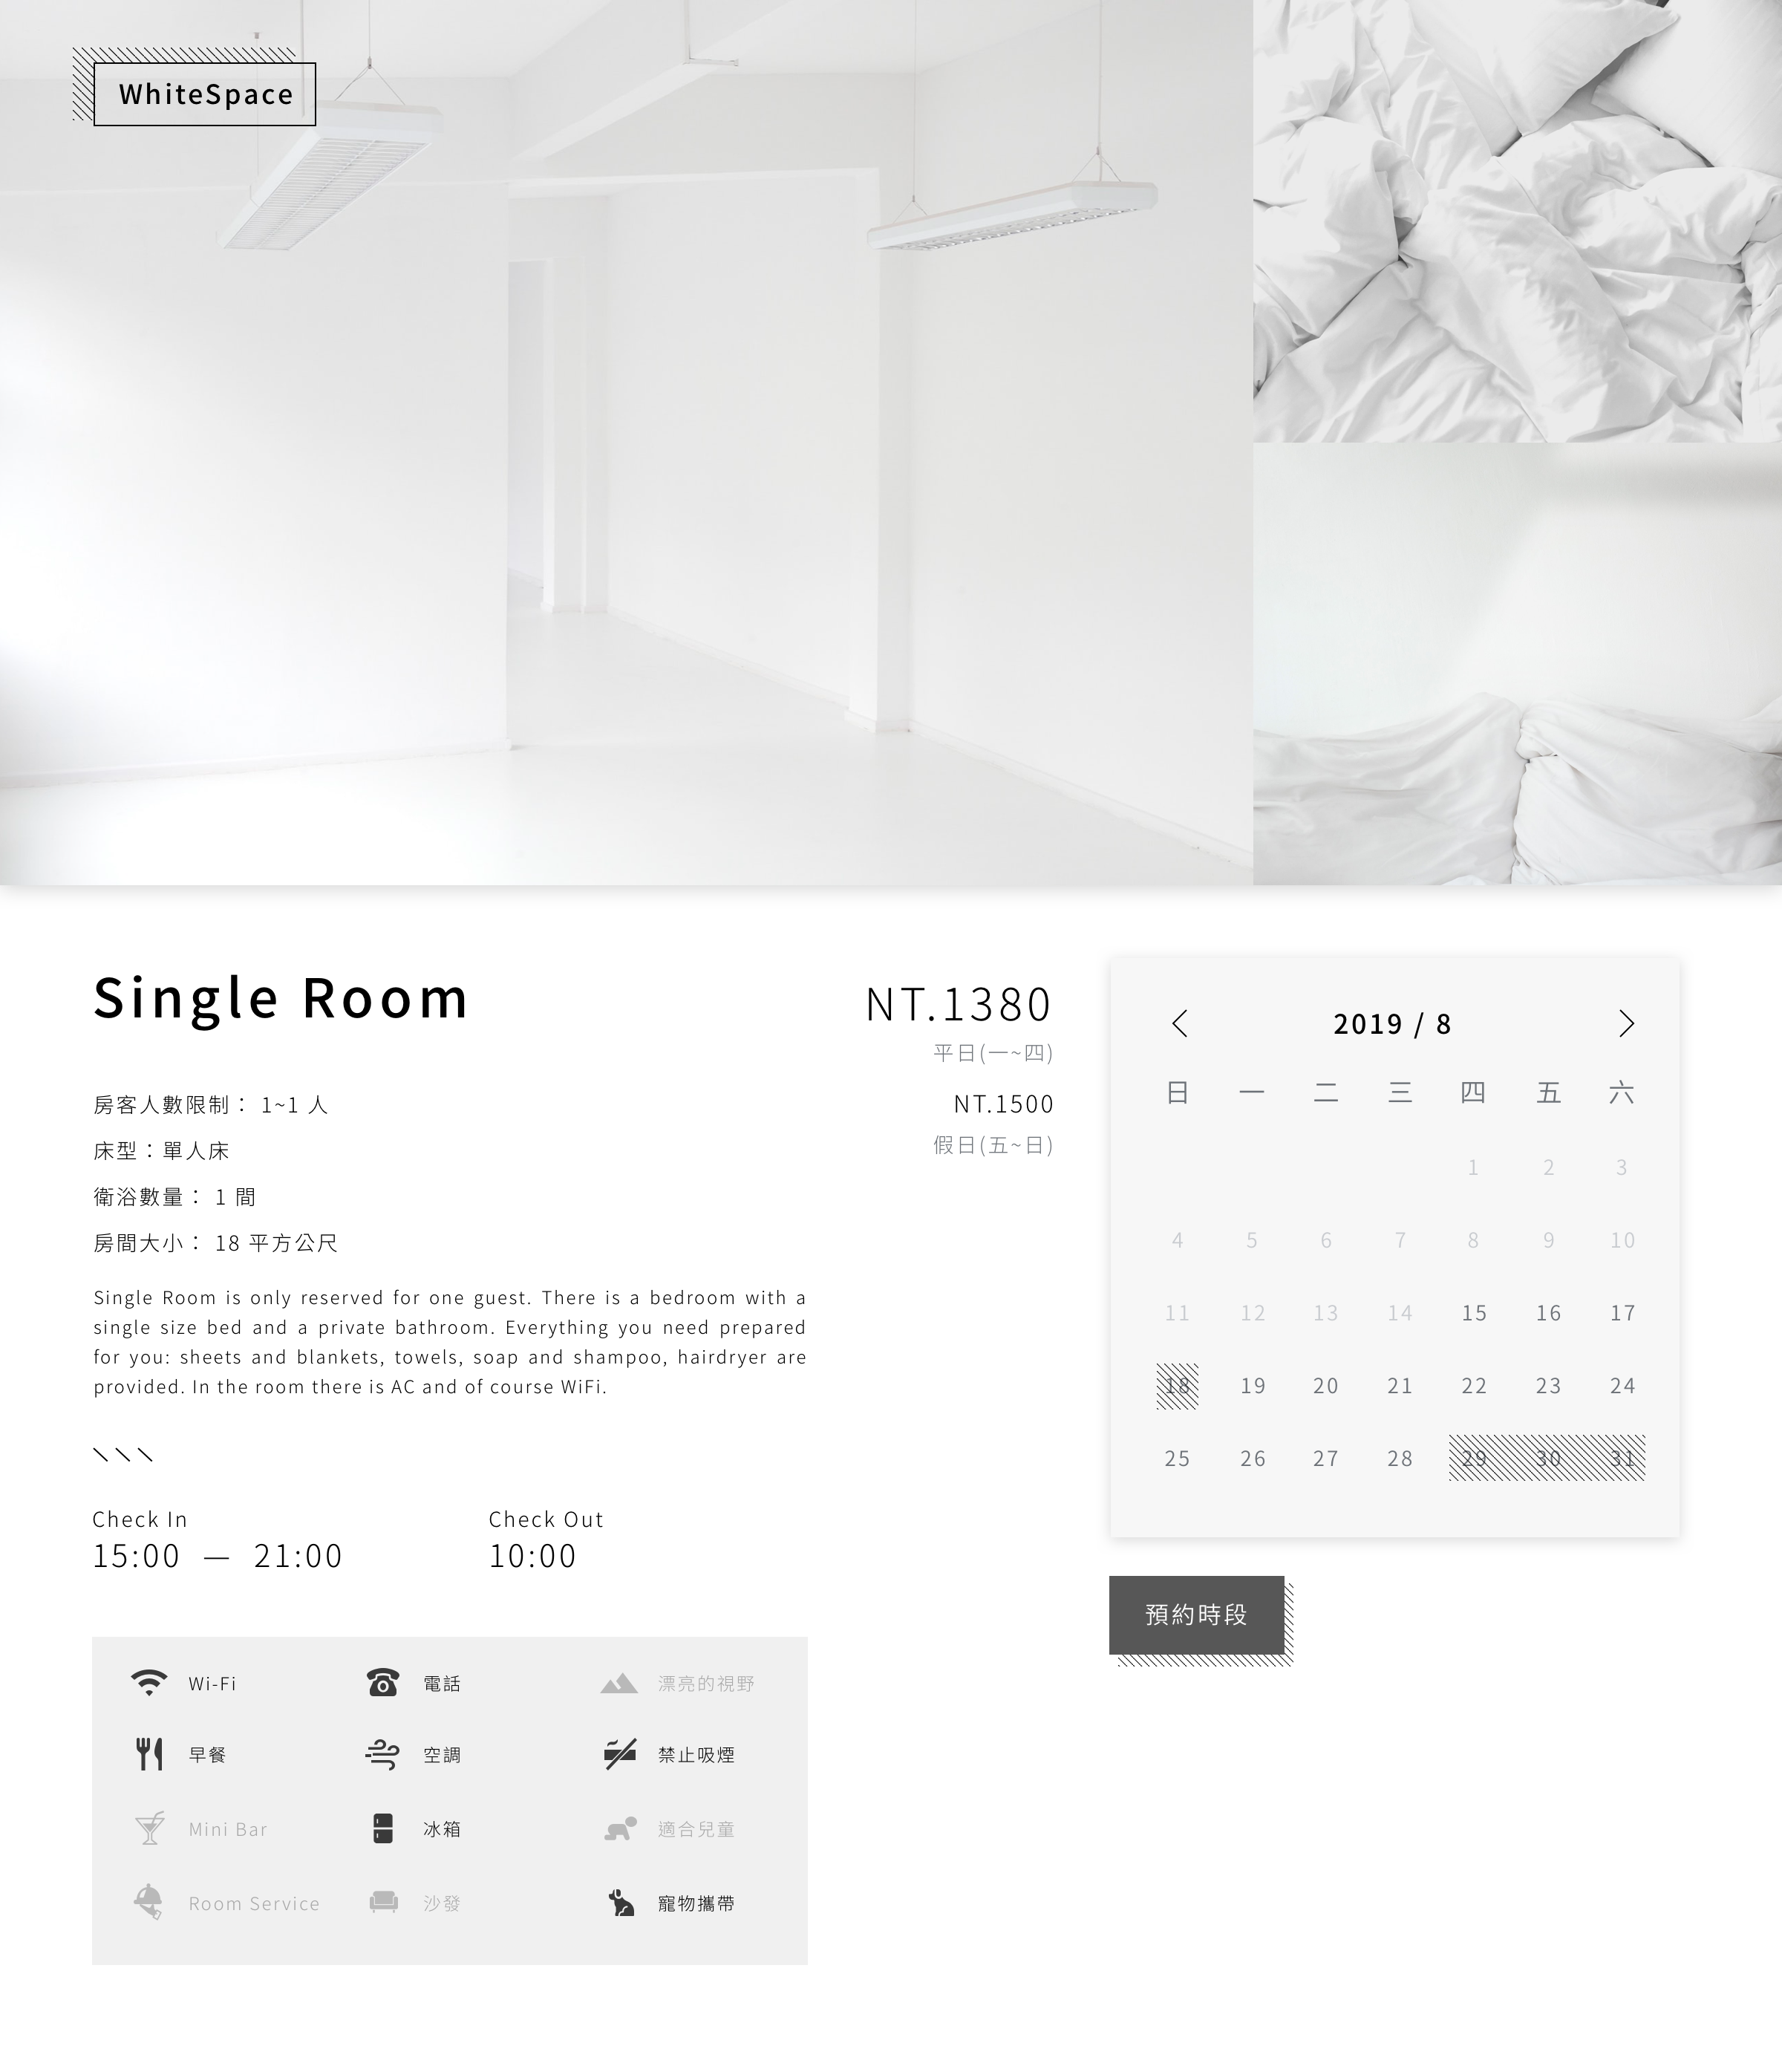 WhiteSpace
Single Room
NT.1380
平日(一~四)
NT.1500
假日(五~日)
房客人數限制： 1~1 人
床型：單人床
衛浴數量： 1 間
房間大小： 18 平方公尺
Single Room is only reserved for one guest. There is a bedroom with a
single size bed and a private bathroom. Everything you need prepared
for you: sheets and blankets, towels, soap and shampoo, hairdryer are
provided. In the room there is AC and of course WiFi.
Check In
15:00 — 21:00
Check Out
10:00
Wi-Fi 電話 漂亮的視野
早餐 空調 禁止吸煙
Mini Bar 冰箱 適合兒童
Room Service 沙發 寵物攜帶
2019 / 8
日 一 二 三 四 五 六
1 2 3
4 5 6 7 8 9 10
11 12 13 14 15 16 17
18 19 20 21 22 23 24
25 26 27 28 29 30 31
預約時段